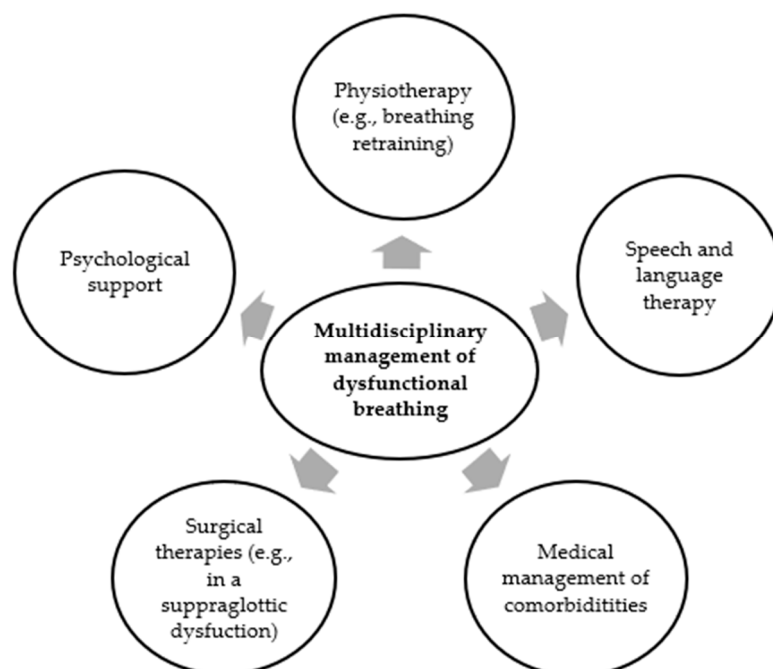 Physiotherapy
(e.g., breathing
retraining)
Psychological
support
Speech and
language
therapy
Multidisciplinary
management of
dysfunctional
breathing
Surgical
therapies (e.g.,
in a
suppraglottic
dysfuction)
Medical
management of
comorbiditities